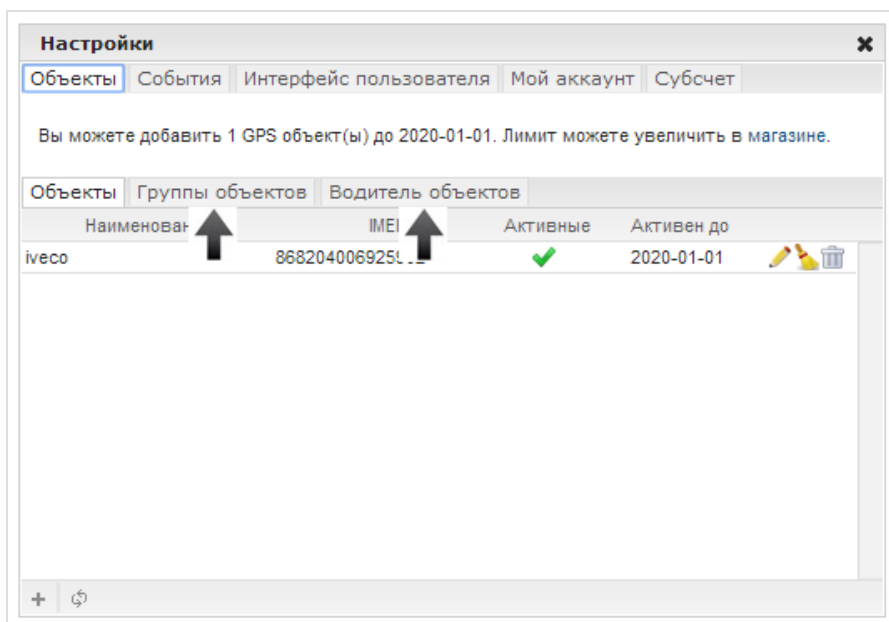 Настройки
Объекты События Интерфейс пользователя Мой аккаунт Субсчет
Вы можете добавить 1 GPS объект(ы) до 2020-01-01. Лимит можете увеличить в магазине.
Объекты Группы объектов Водитель объектов
Активные Активен до
iveco 2020-01-01